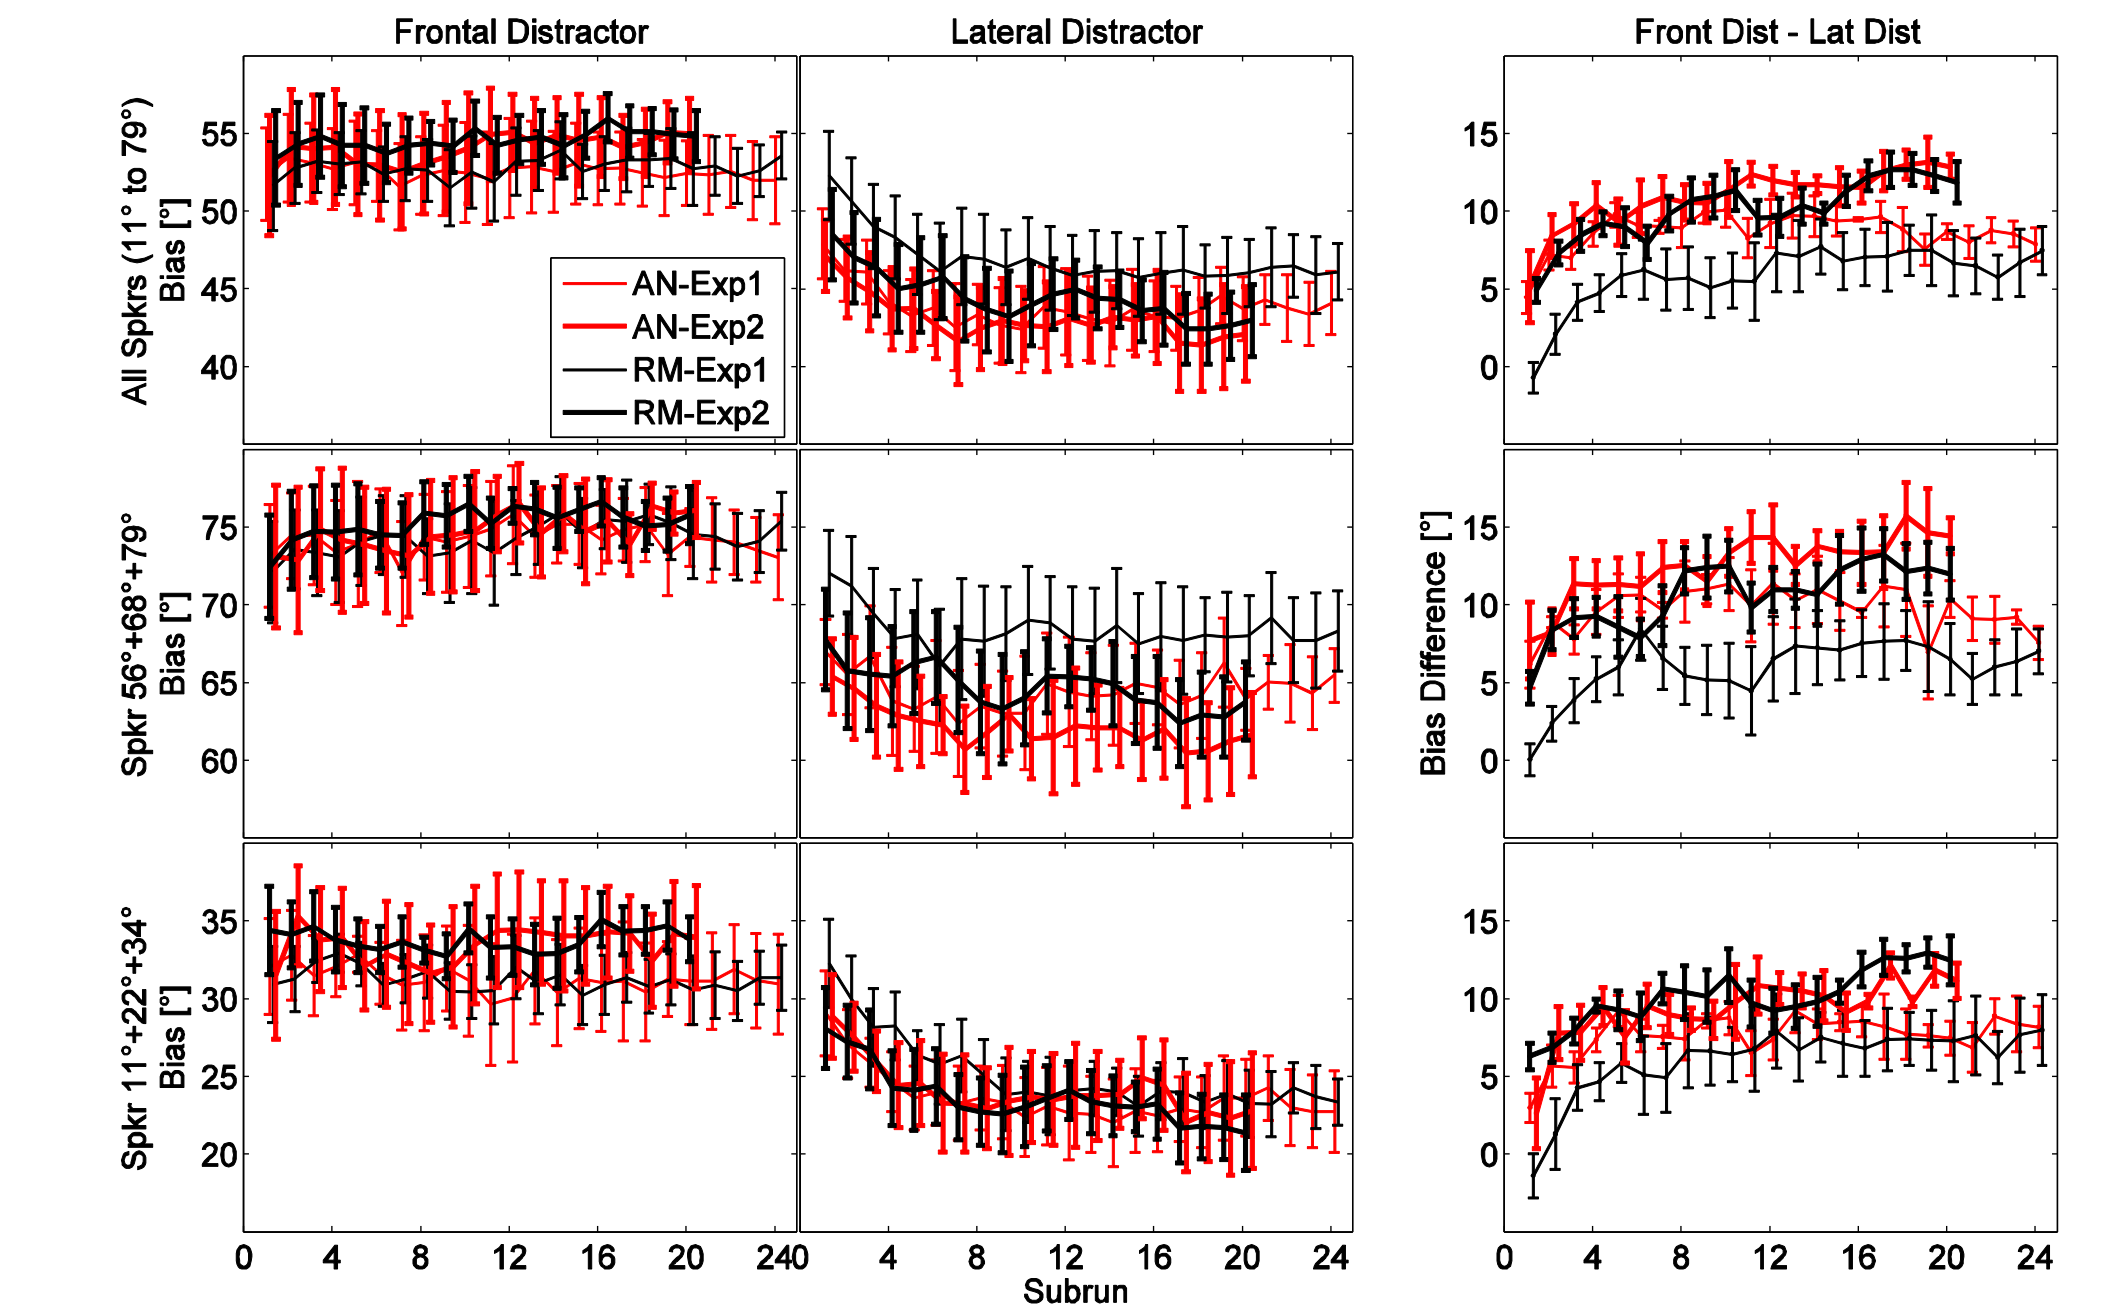 Frontal Distractor
Lateral Distractor
Front Dist - Lat Dist
All Spkrs (11° to 79°)
Bias [°]
55
50
45
40
AN-Exp1
AN-Exp2
RM-Exp1
RM-Exp2
15
10
5
0
Spkr 56°+68°+79°
Bias [°]
75
70
65
60
Bias Difference [°]
15
10
5
0
Spkr 11°+22°+34°
Bias [°]
35
30
25
20
15
10
5
0
0 4 8 12 16 20 24
0 4 8 12 16 20 24
0 4 8 12 16 20 24
Subrun